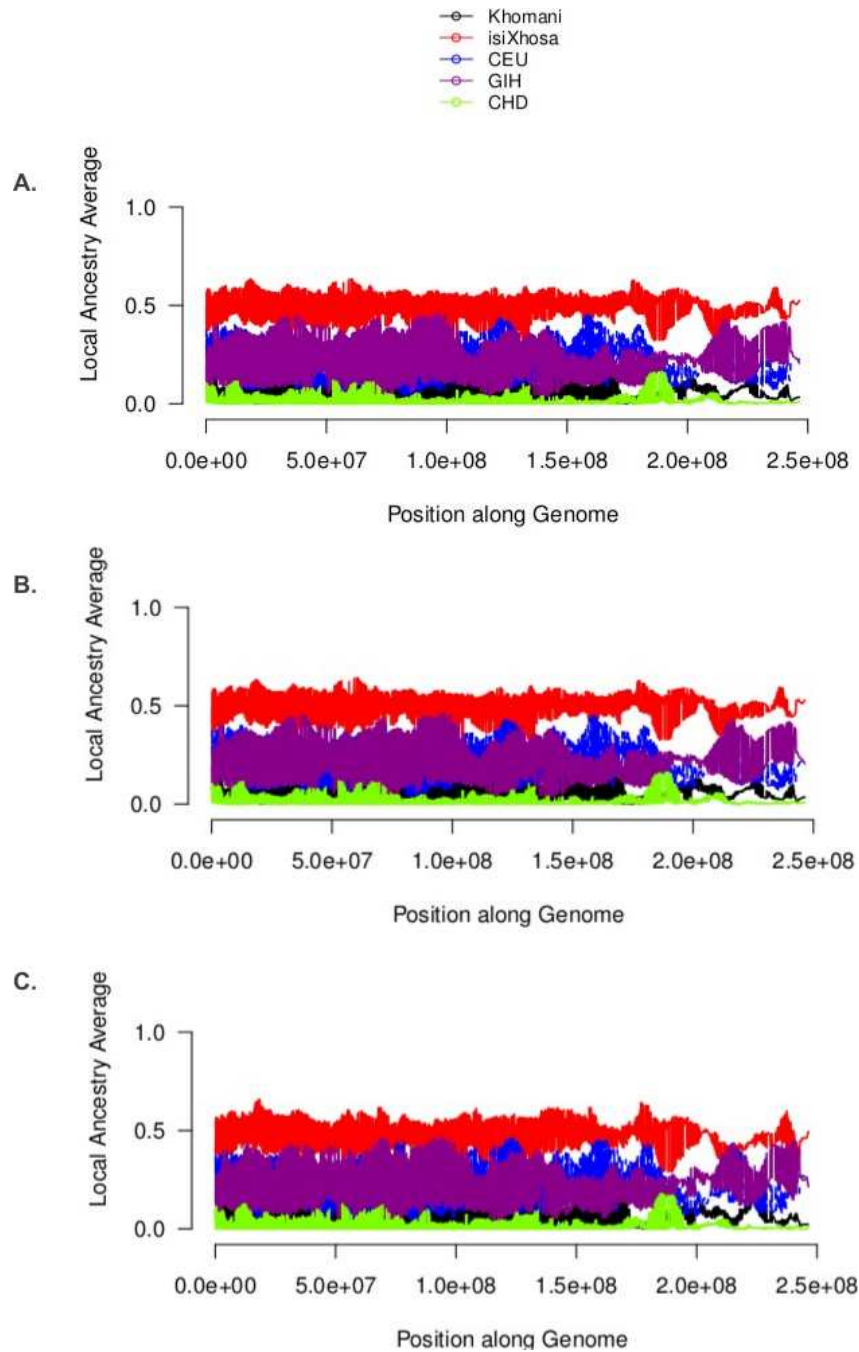 Khomani
isiXhosa
CEU
GIH
CHD
A.
Local Ancestry Average
1.0
0.5
0.0
0.0e+00 5.0e+07 1.0e+08 1.5e+08 2.0e+08 2.5e+08
Position along Genome
B.
Local Ancestry Average
1.0
0.5
0.0
0.0e+00 5.0e+07 1.0e+08 1.5e+08 2.0e+08 2.5e+08
Position along Genome
C.
Local Ancestry Average
1.0
0.5
0.0
0.0e+00 5.0e+07 1.0e+08 1.5e+08 2.0e+08 2.5e+08
Position along Genome